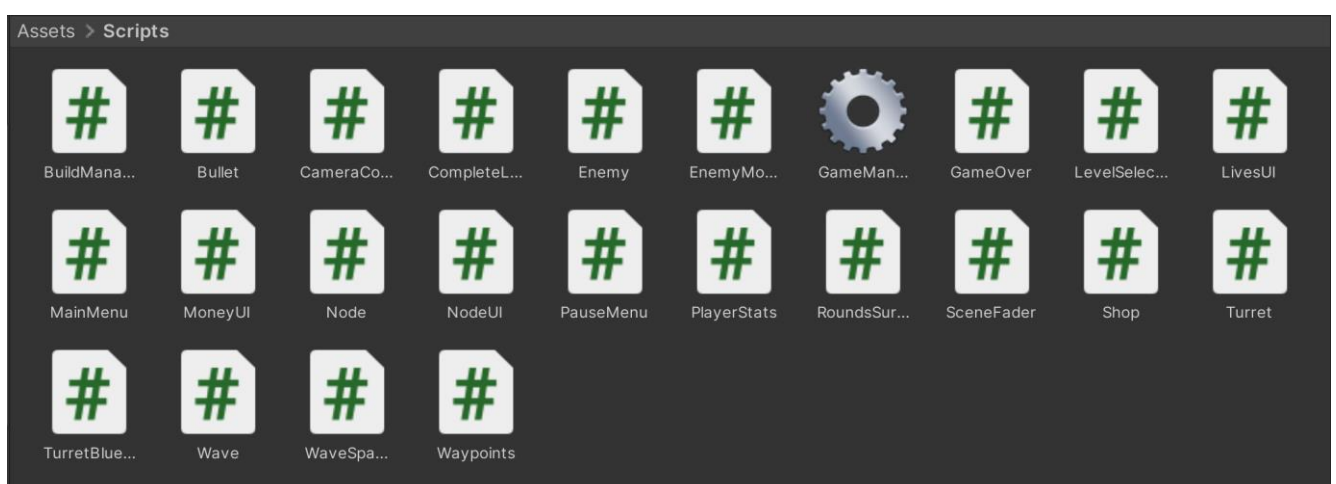 Assets > Scripts
BuildMana... Bullet CameraCo... CompleteL... Enemy EnemyMo... GameMan... GameOver LevelSelec... LivesUI
MainMenu MoneyUI Node NodeUI PauseMenu PlayerStats RoundsSur... SceneFader Shop Turret
TurretBlue... Wave WaveSpa... Waypoints